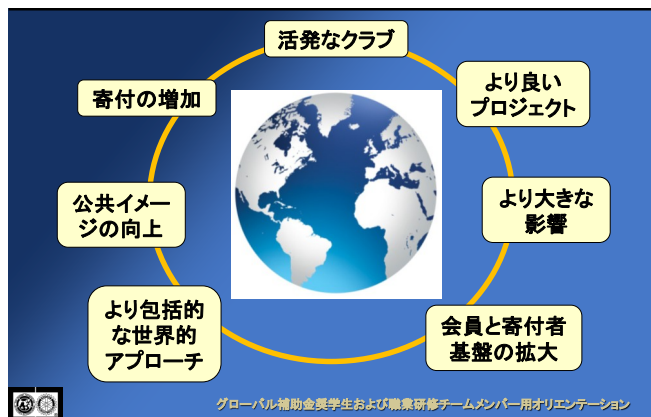 活発なクラブ
より良い
プロジェクト
より大きな
影響
会員と寄付者
基盤の拡大
より包括的
な世界的
アプローチ
公共イメー
ジの向上
寄付の増加
グローバル補助金奨学生および職業研修チームメンバー用オリエンテーション